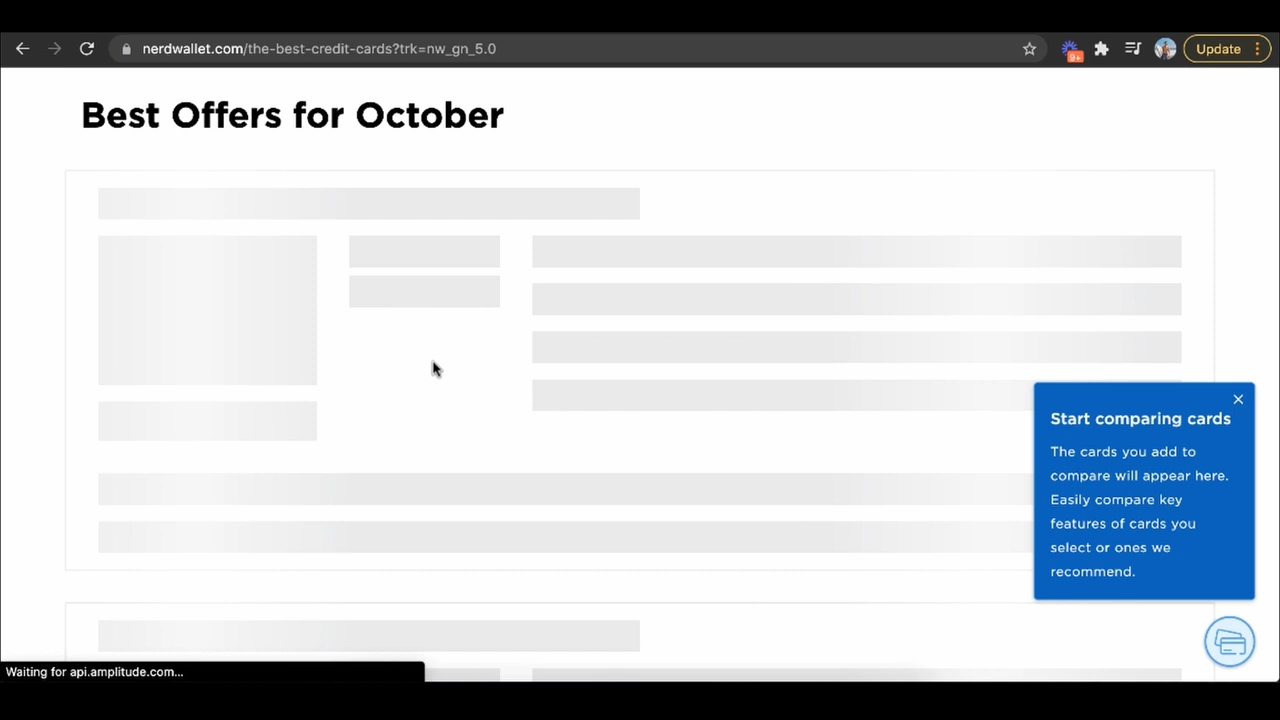 nerdwallet.com/the-best-credit-cards?trk=nw_gn_5.0
9+
Update
Best Offers for October
Start comparing cards
The cards you add to
compare will appear here.
Easily compare key
features of cards you
select or ones we
recommend.
Waiting for api.amplitude.com...